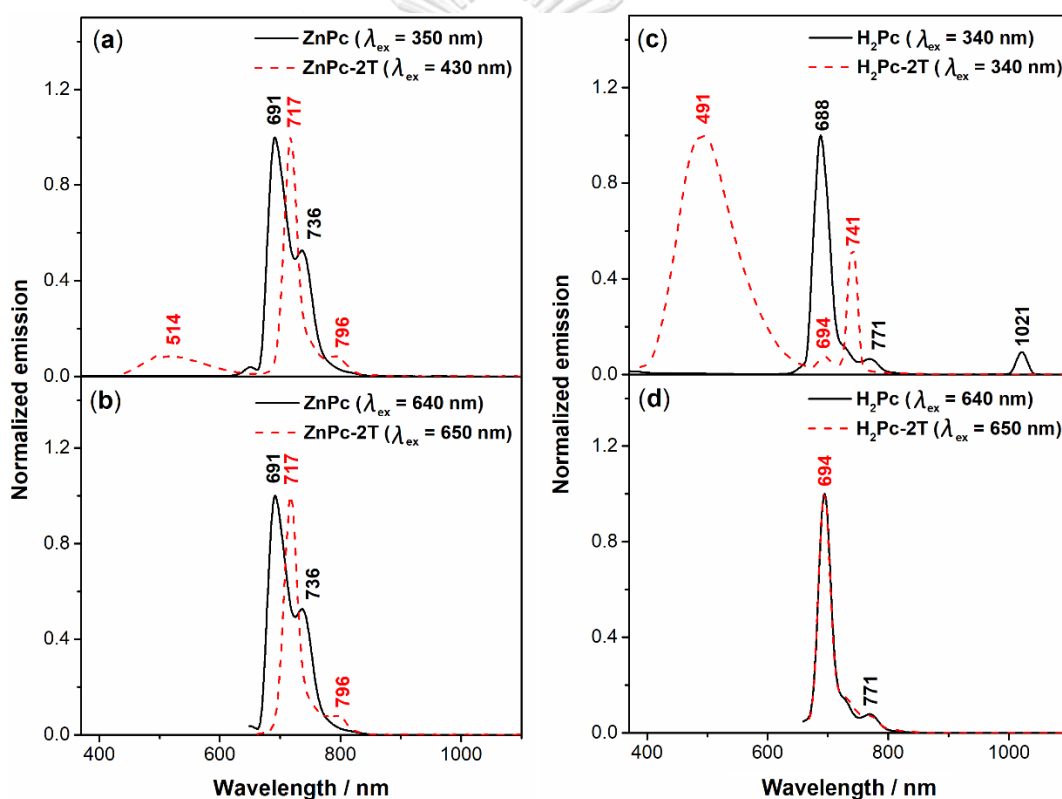 (a)
ZnPc (λex = 350 nm)
ZnPc-2T (λex = 430 nm)
1.2
0.8
0.4
0.0
514
691
717
736
796
(b)
ZnPc (λex = 640 nm)
ZnPc-2T (λex = 650 nm)
1.2
0.8
0.4
0.0
691
717
736
796
400
600
800
1000
Normalized emission
Normalized emission
Wavelength / nm
(c)
H₂Pc (λex = 340 nm)
H₂Pc-2T (λex = 340 nm)
1.2
0.8
0.4
0.0
491
688
694
741
771
1021
(d)
H₂Pc (λex = 640 nm)
H₂Pc-2T (λex = 650 nm)
1.2
0.8
0.4
0.0
694
771
400
600
800
1000
Normalized emission
Normalized emission
Wavelength / nm